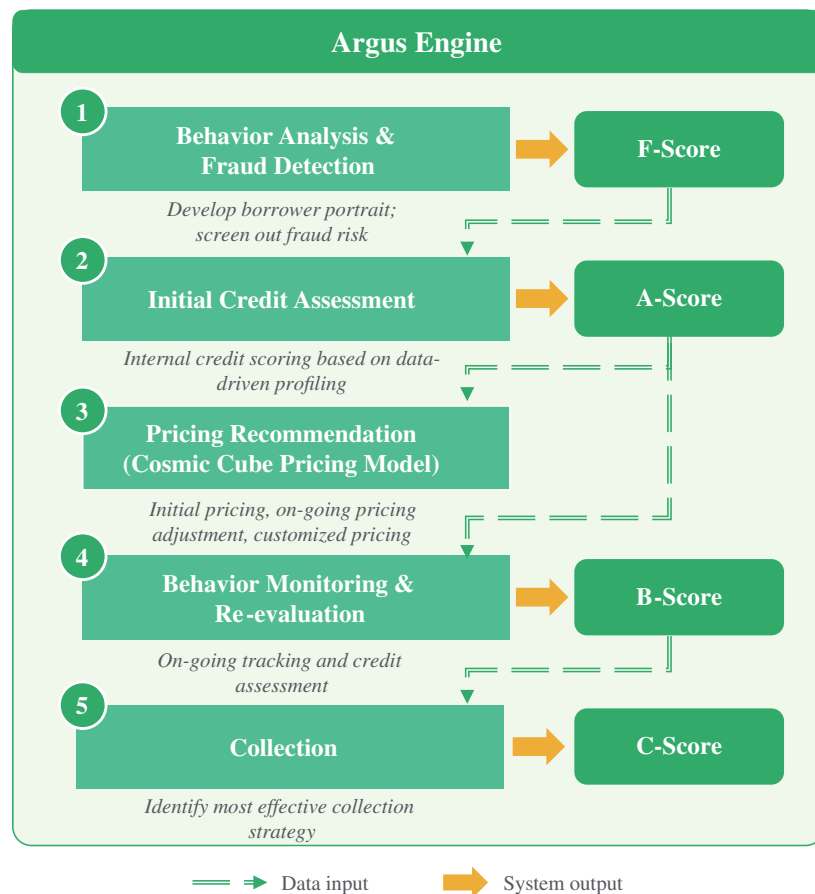 Argus Engine
1
Behavior Analysis &
Fraud Detection
F-Score
Develop borrower portrait;
screen out fraud risk
2
Initial Credit Assessment
A-Score
Internal credit scoring based on data-
driven profiling
3
Pricing Recommendation
(Cosmic Cube Pricing Model)
Initial pricing, on-going pricing
adjustment, customized pricing
4
Behavior Monitoring &
Re-evaluation
B-Score
On-going tracking and credit
assessment
5
Collection
C-Score
Identify most effective collection
strategy
Data input
System output